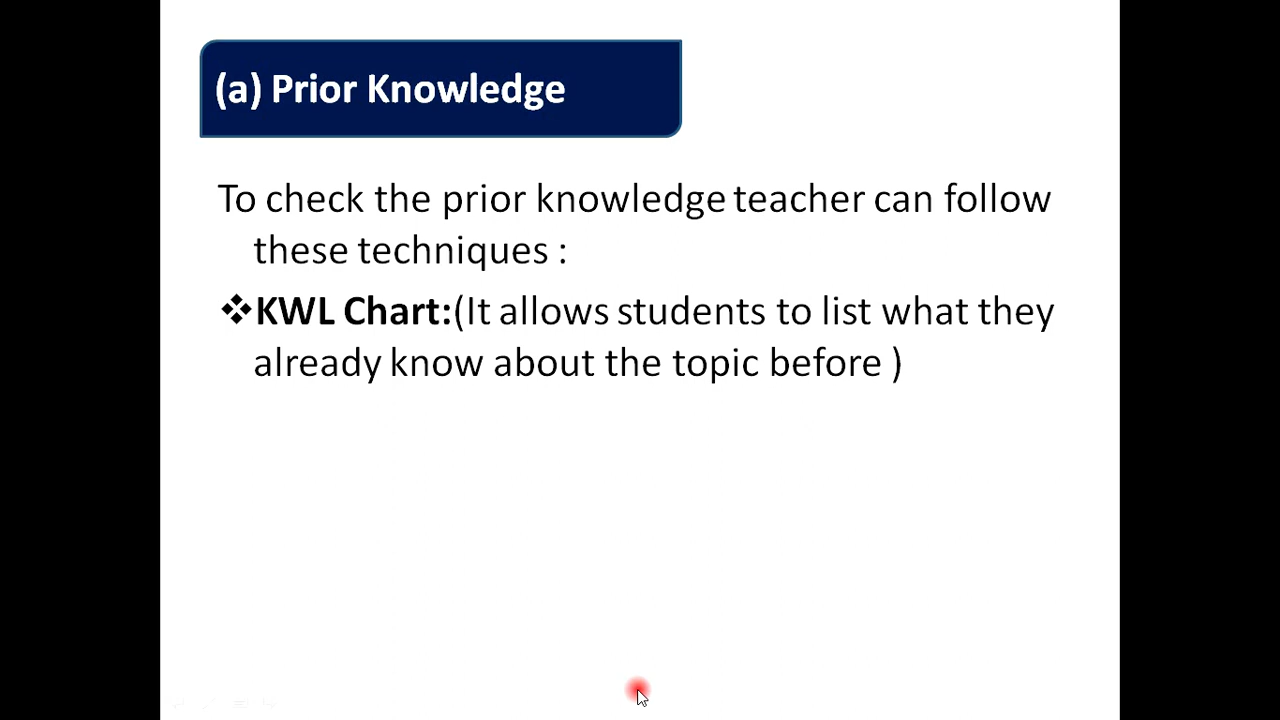 (a) Prior Knowledge
To check the prior knowledge teacher can follow
these techniques :
❖KWL Chart:(It allows students to list what they
already know about the topic before )